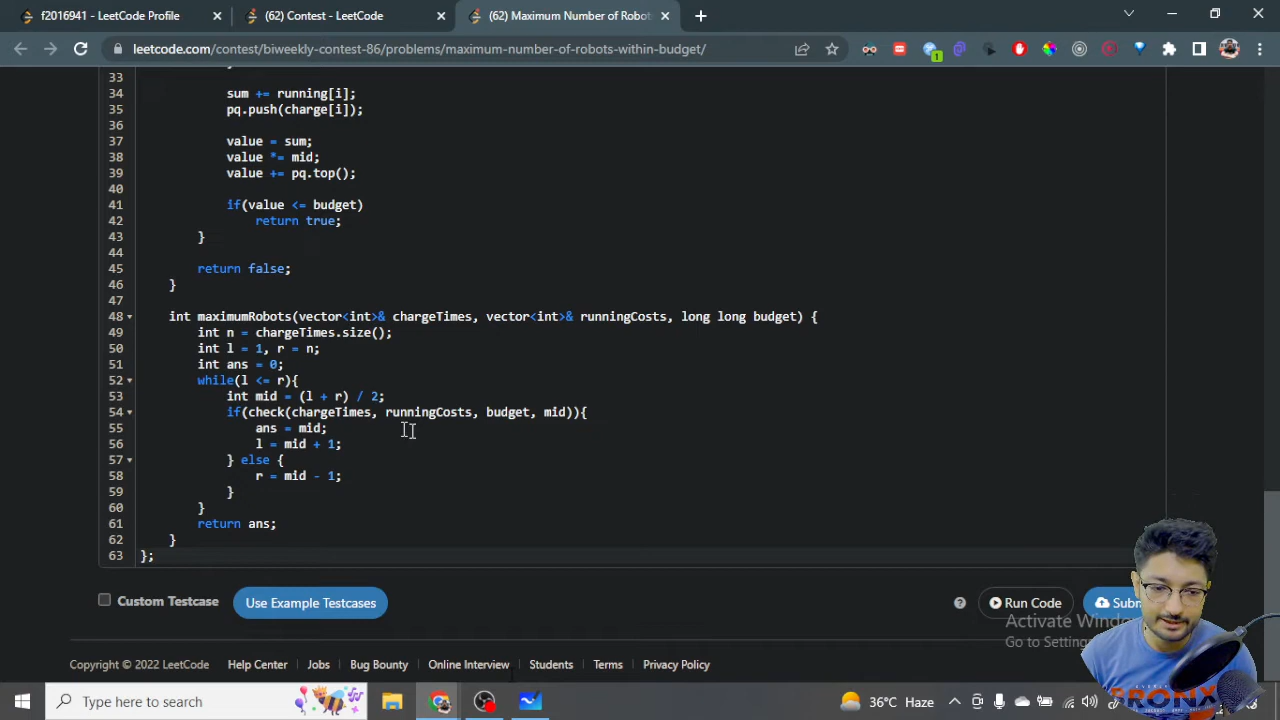 f2016941 - LeetCode Profile
(62) Contest - LeetCode
(62) Maximum Number of Robot
leetcode.com/contest/biweekly-contest-86/problems/maximum-number-of-robots-within-budget/
1
33
34 sum += running[i];
35 pq.push(charge[i]);
36
37 value = sum;
38 value *= mid;
39 value += pq.top();
40
41 if(value <= budget)
42 return true;
43 }
44
45 return false;
46 }
47
48 int maximumRobots(vector<int>& chargeTimes, vector<int>& runningCosts, long long budget) {
49 int n = chargeTimes.size();
50 int l = 1, r = n;
51 int ans = 0;
52 while(l <= r){
53 int mid = (l + r) / 2;
54 if(check(chargeTimes, runningCosts, budget, mid)){
55 ans = mid;
56 l = mid + 1;
57 } else {
58 r = mid - 1;
59 }
60 }
61 return ans;
62 }
63 };
Custom Testcase
Use Example Testcases
Run Code
Subm
Activate Windo
Go to Setting
Copyright © 2022 LeetCode Help Center Jobs Bug Bounty Online Interview Students Terms Privacy Policy
Type here to search
36°C Haze